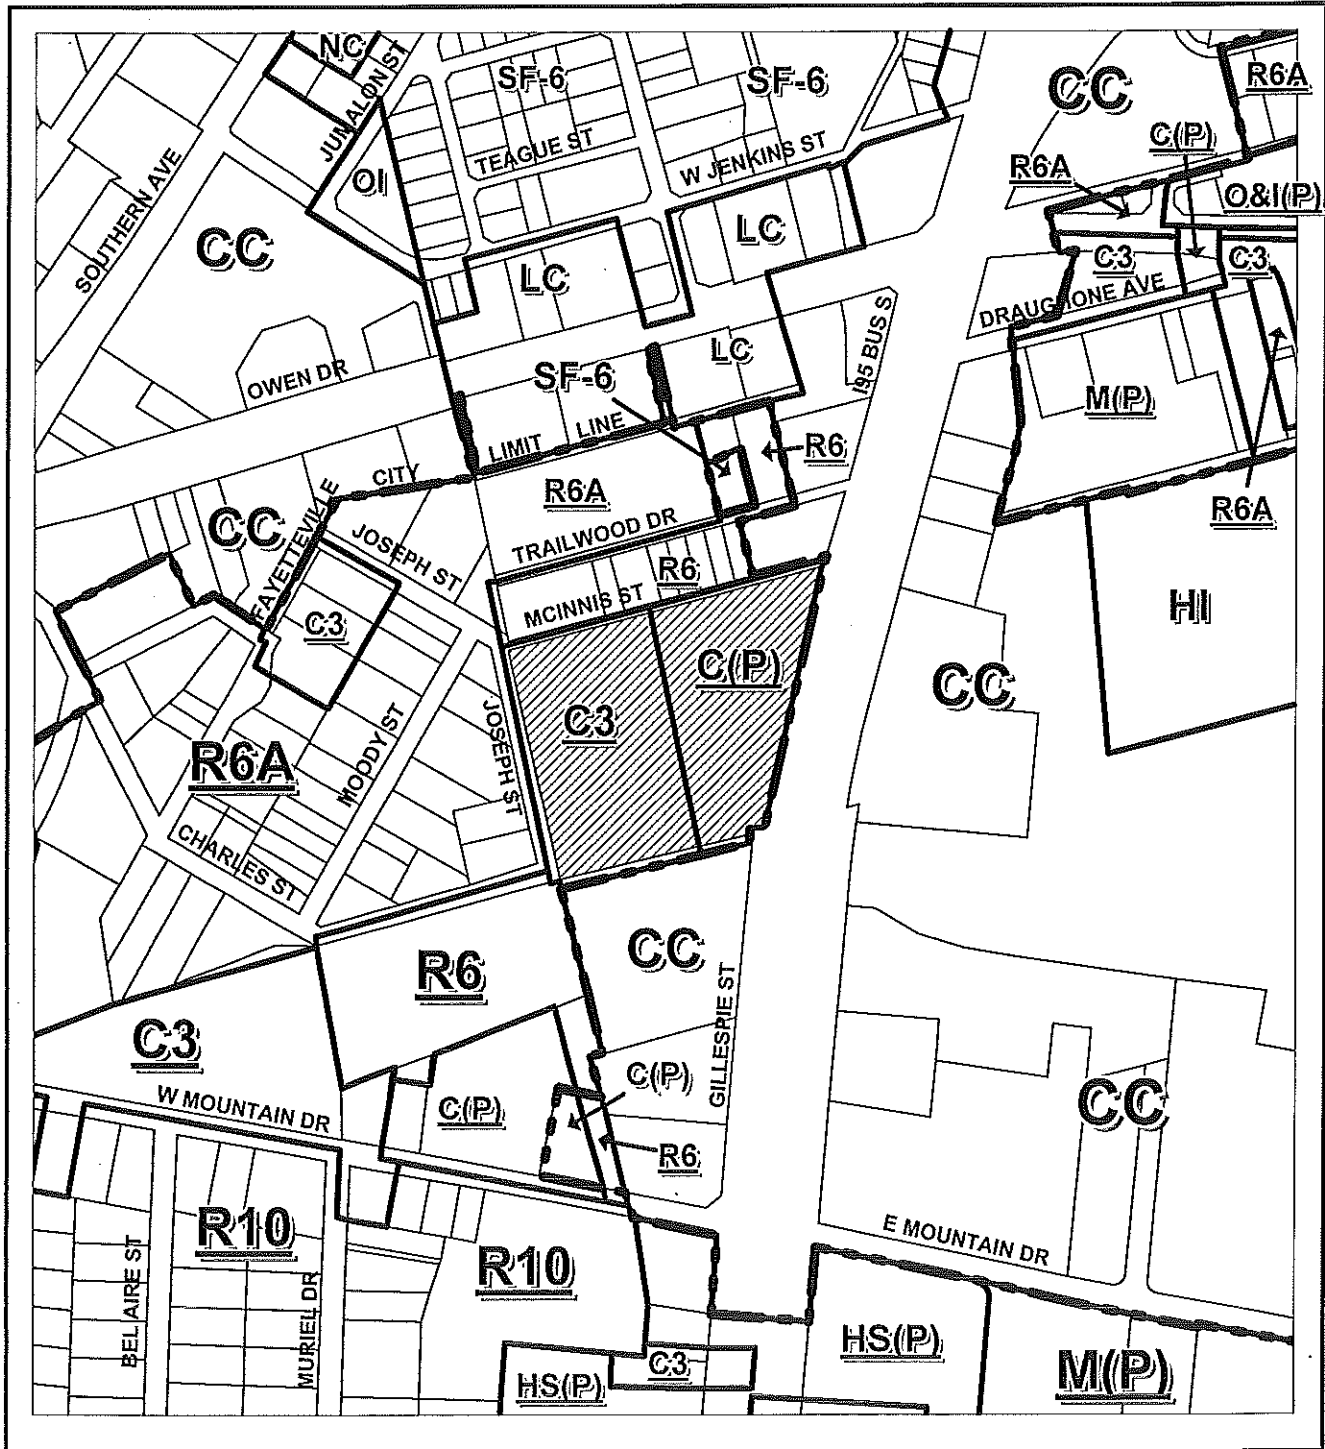 NC
SF-6
SF-6
CC
R6A
JUMALON ST
TEAGUE ST
W JENKINS ST
C(P)
R6A
OI
O&I(P)
SOUTHERN AVE
CC
LC
LC
C3
C3
DRAUGHONE AVE
OWEN DR
SF-6
LC
I95 BUS S
M(P)
R6A
LIMIT LINE
CITY
R6
R6A
R6A
CC
FAYETTEVILLE
JOSEPH ST
TRAILWOOD DR
R6
MCINNIS ST
HI
C3
C(P)
CC
C3
JOSEPH ST
R6A
MOODY ST
CHARLES ST
CC
R6
GILLESPIE ST
C3
C(P)
CC
W MOUNTAIN DR
C(P)
R6
R10
R10
E MOUNTAIN DR
BEL AIRE ST
MURIEL DR
HS(P)
C3
M(P)
HS(P)